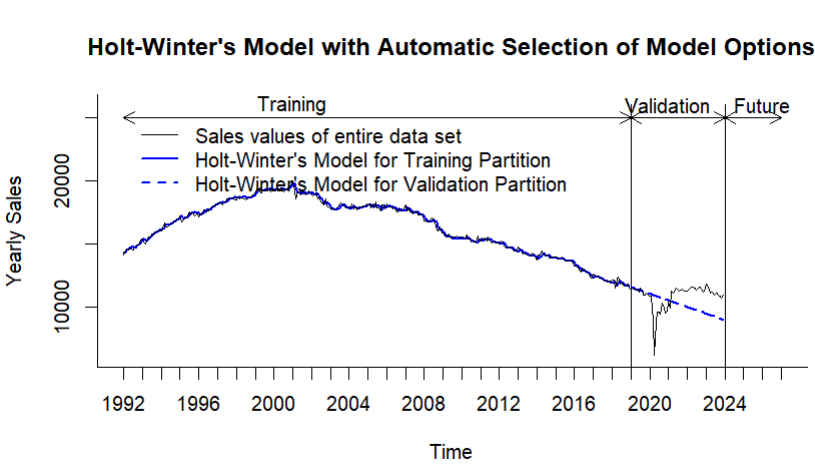 Holt-Winter's Model with Automatic Selection of Model Options
Training
Validation
Future
Sales values of entire data set
Holt-Winter's Model for Training Partition
Holt-Winter's Model for Validation Partition
Yearly Sales
20000
10000
1992 1996 2000 2004 2008 2012 2016 2020 2024
Time